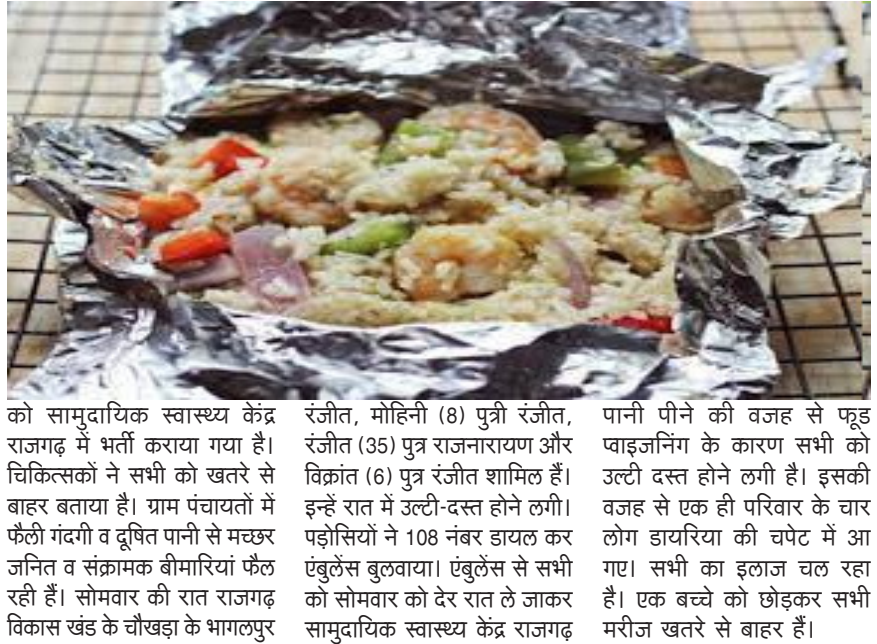 को सामुदायिक स्वास्थ्य केंद्र
राजगढ़ में भर्ती कराया गया है।
चिकित्सकों ने सभी को खतरे से
बाहर बताया है। ग्राम पंचायतों में
फैली गंदगी व दूषित पानी से मच्छर
जनित व संक्रामक बीमारियां फैल
रही हैं। सोमवार की रात राजगढ़
विकास खंड के चौखड़ा के भागलपुर
रंजीत, मोहिनी (8) पुत्री रंजीत,
रंजीत (35) पुत्र राजनारायण और
विक्रांत (6) पुत्र रंजीत शामिल हैं।
इन्हें रात में उल्टी-दस्त होने लगी।
पड़ोसियों ने 108 नंबर डायल कर
एंबुलेंस बुलवाया। एंबुलेंस से सभी
को सोमवार को देर रात ले जाकर
सामुदायिक स्वास्थ्य केंद्र राजगढ़
पानी पीने की वजह से फूड
प्वाइजनिंग के कारण सभी को
उल्टी दस्त होने लगी है। इसकी
वजह से एक ही परिवार के चार
लोग डायरिया की चपेट में आ
गए। सभी का इलाज चल रहा
है। एक बच्चे को छोड़कर सभी
मरीज खतरे से बाहर हैं।